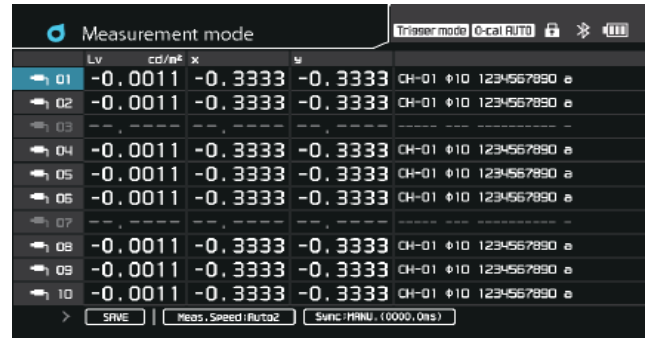 Measurement mode Trigger mode 0-cal AUTO
Lv cd/m² x y
01 -0.0011 -0.3333 -0.3333 CH-01 Φ10 1234567890 a
02 -0.0011 -0.3333 -0.3333 CH-01 Φ10 1234567890 a
03 --.---- --.---- --.---- ----- --- ---------- -
04 -0.0011 -0.3333 -0.3333 CH-01 Φ10 1234567890 a
05 -0.0011 -0.3333 -0.3333 CH-01 Φ10 1234567890 a
06 -0.0011 -0.3333 -0.3333 CH-01 Φ10 1234567890 a
07 --.---- --.---- --.---- ----- --- ---------- -
08 -0.0011 -0.3333 -0.3333 CH-01 Φ10 1234567890 a
09 -0.0011 -0.3333 -0.3333 CH-01 Φ10 1234567890 a
10 -0.0011 -0.3333 -0.3333 CH-01 Φ10 1234567890 a
> SAVE | Meas.Speed:Auto2 Sync:MANU.(0000.0ms)